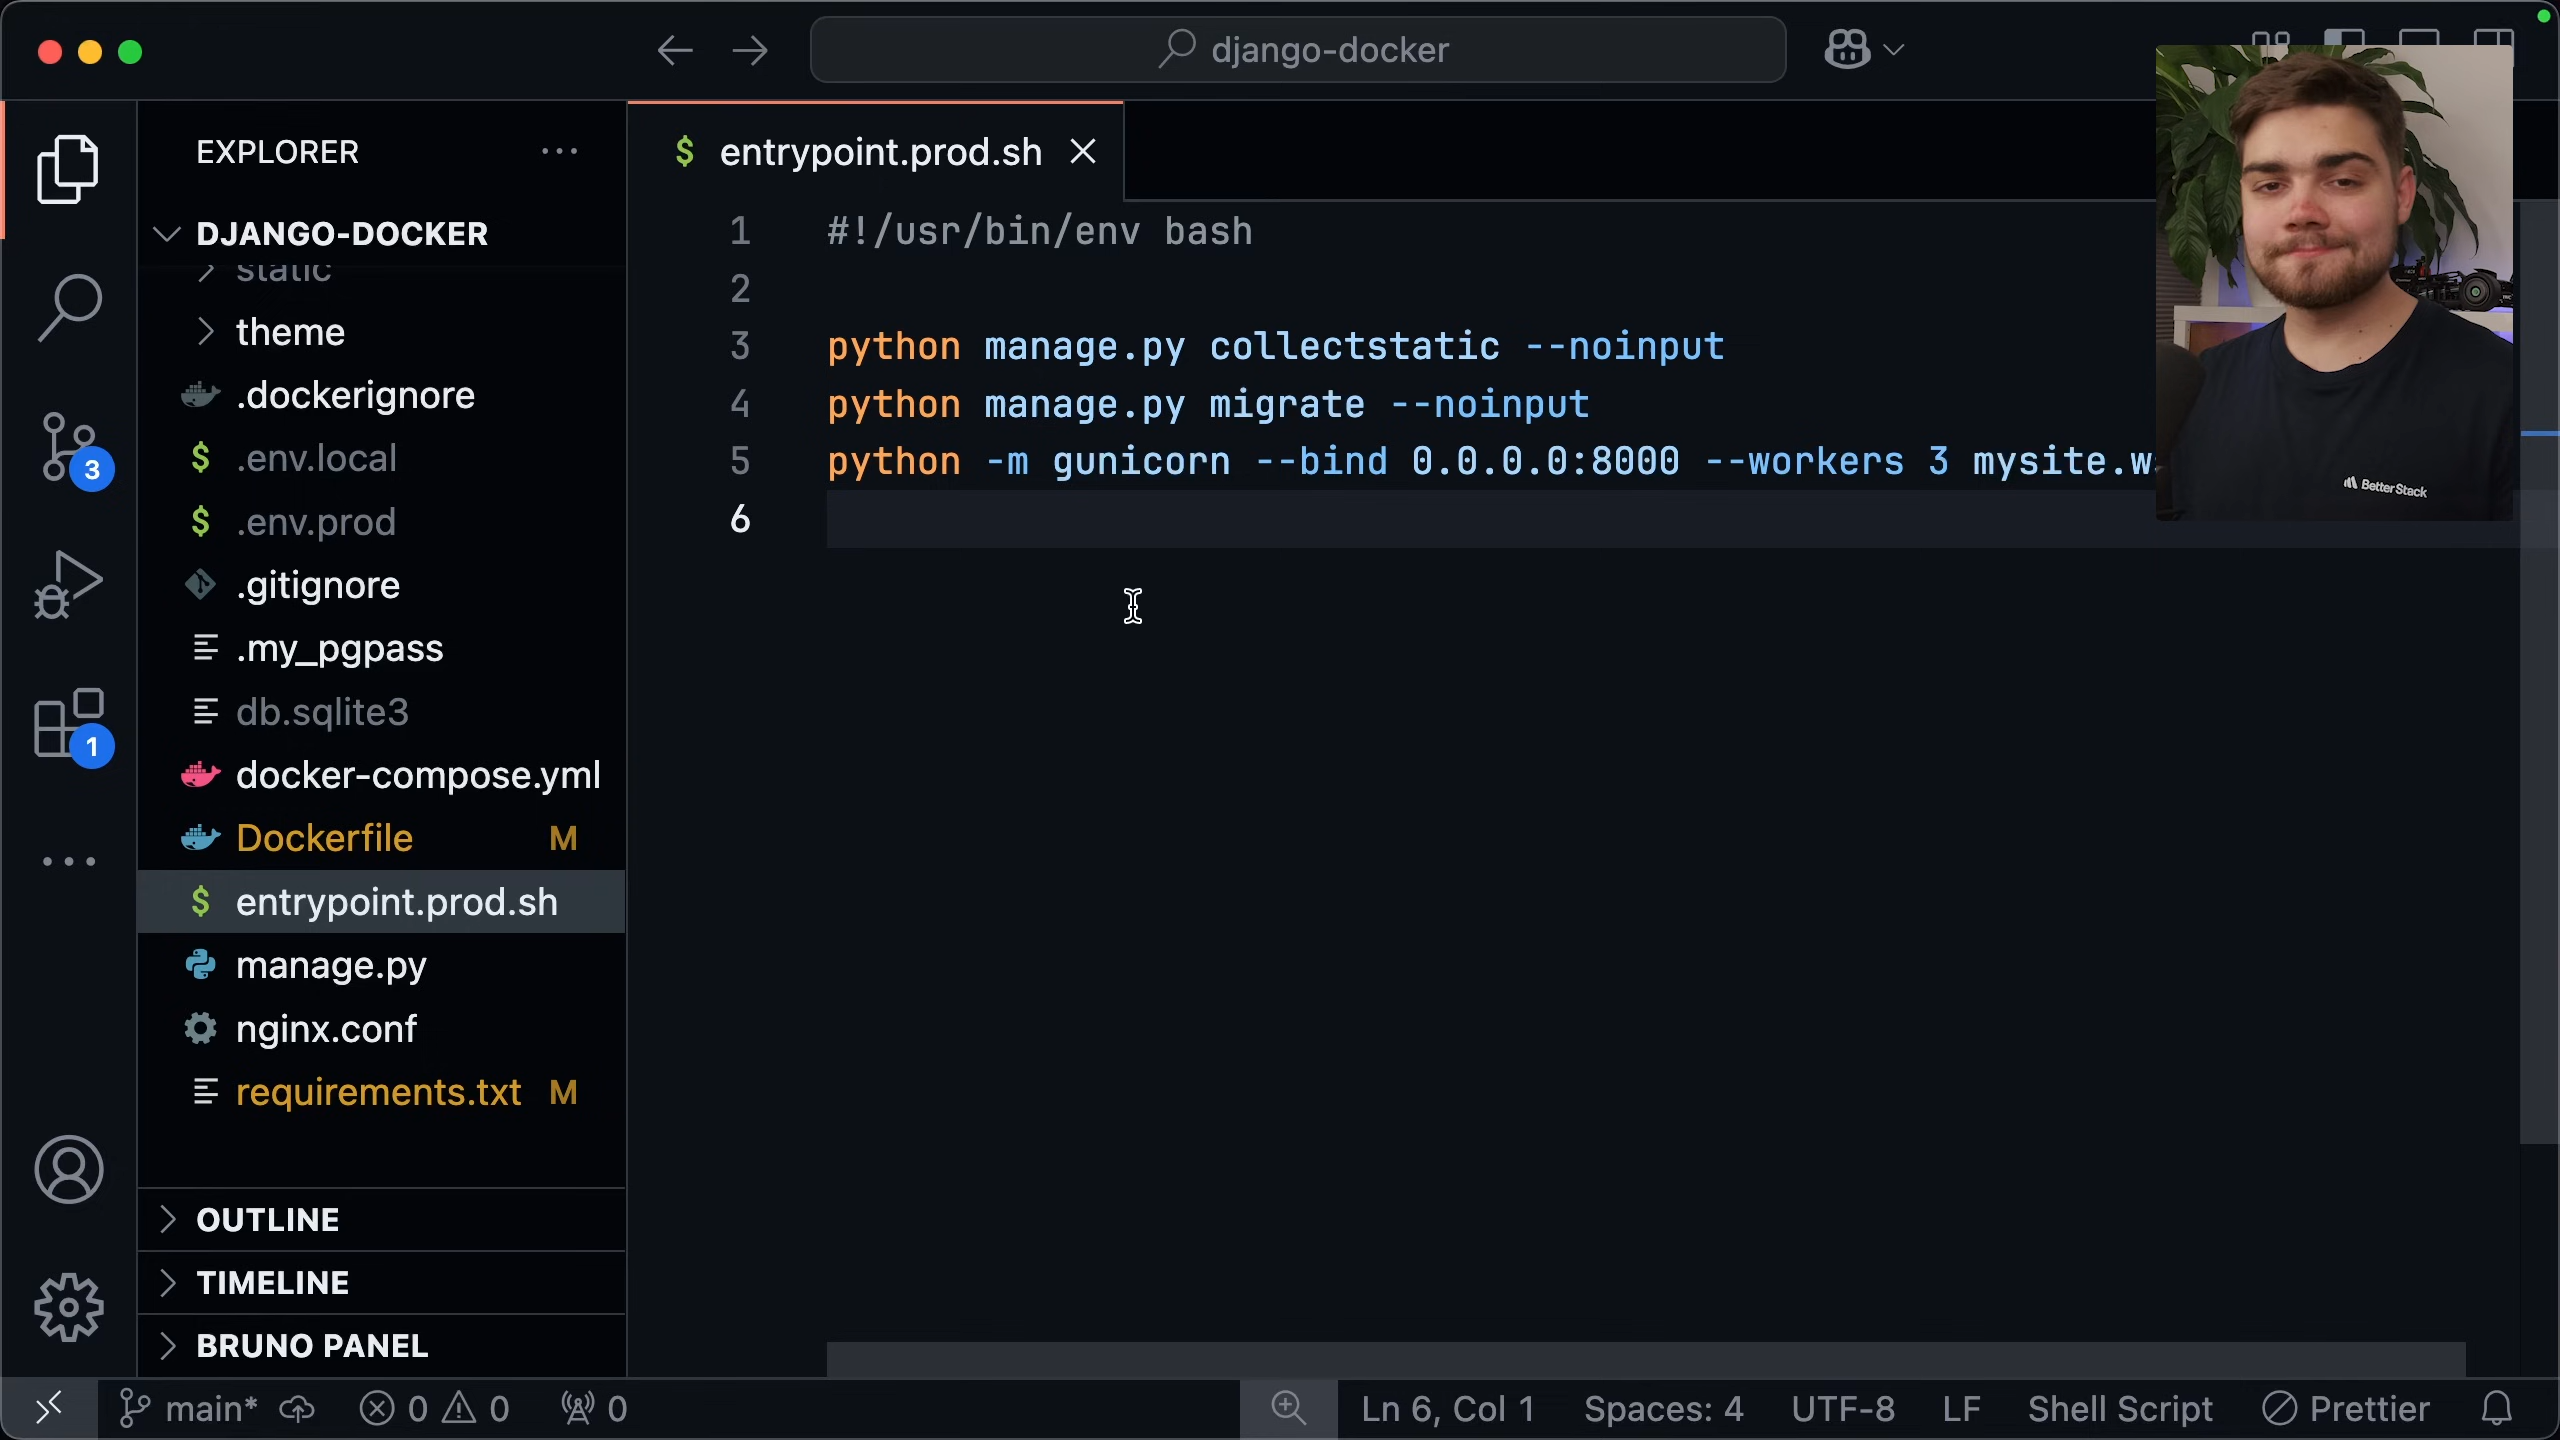 django-docker
EXPLORER
DJANGO-DOCKER
static
theme
.dockerignore
.env.local
.env.prod
.gitignore
.my_pgpass
db.sqlite3
docker-compose.yml
Dockerfile M
entrypoint.prod.sh
manage.py
nginx.conf
requirements.txt M
OUTLINE
TIMELINE
BRUNO PANEL
3
1
$ entrypoint.prod.sh
1 #!/usr/bin/env bash
2
3 python manage.py collectstatic --noinput
4 python manage.py migrate --noinput
5 python -m gunicorn --bind 0.0.0.0:8000 --workers 3 mysite.w
6
Better Stack
main* 0 0 0 Ln 6, Col 1 Spaces: 4 UTF-8 LF Shell Script Prettier